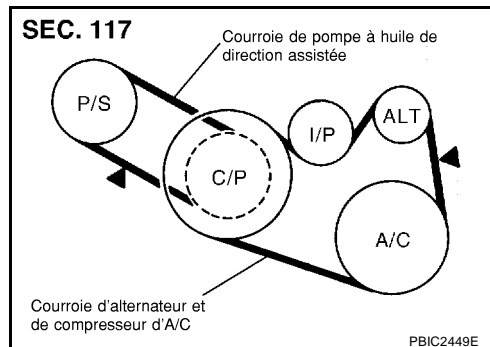 SEC. 117
Courroie de pompe à huile de
direction assistée
P/S
C/P
I/P
ALT
A/C
Courroie d'alternateur et
de compresseur d'A/C
PBIC2449E